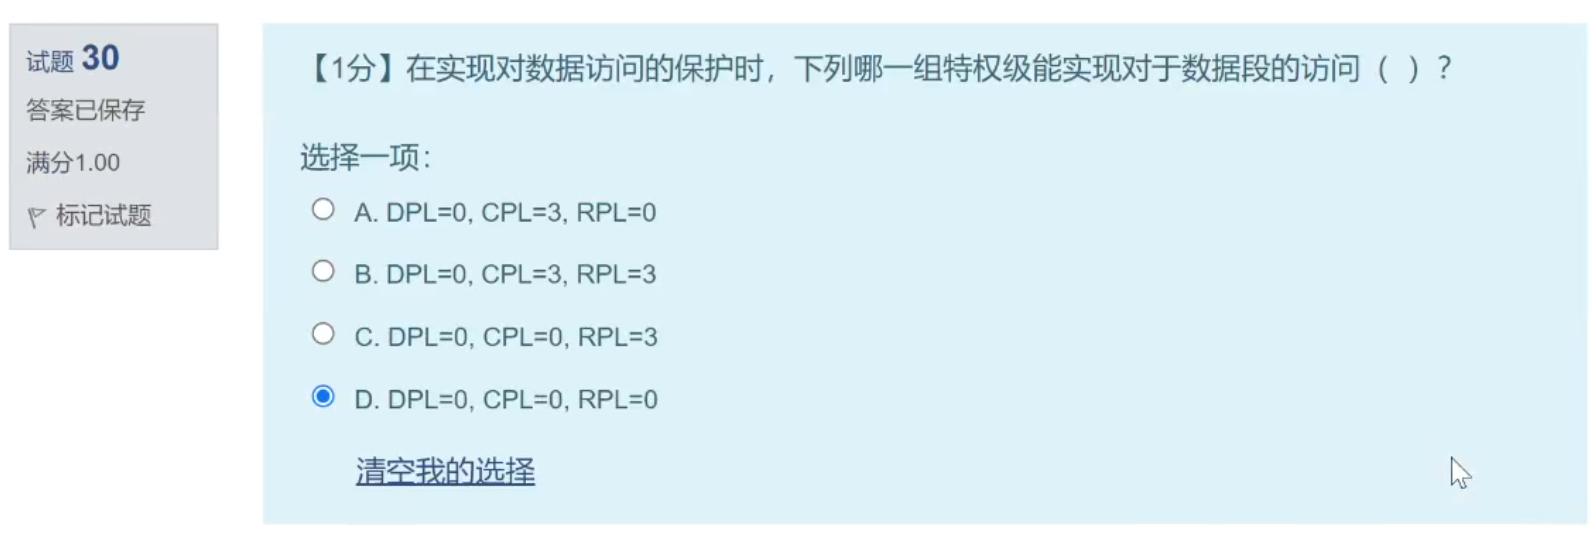 试题 30
答案已保存
满分1.00
标记试题
【1分】在实现对数据访问的保护时，下列哪一组特权级能实现对于数据段的访问（ ）？
选择一项：
A. DPL=0, CPL=3, RPL=0
B. DPL=0, CPL=3, RPL=3
C. DPL=0, CPL=0, RPL=3
D. DPL=0, CPL=0, RPL=0
清空我的选择